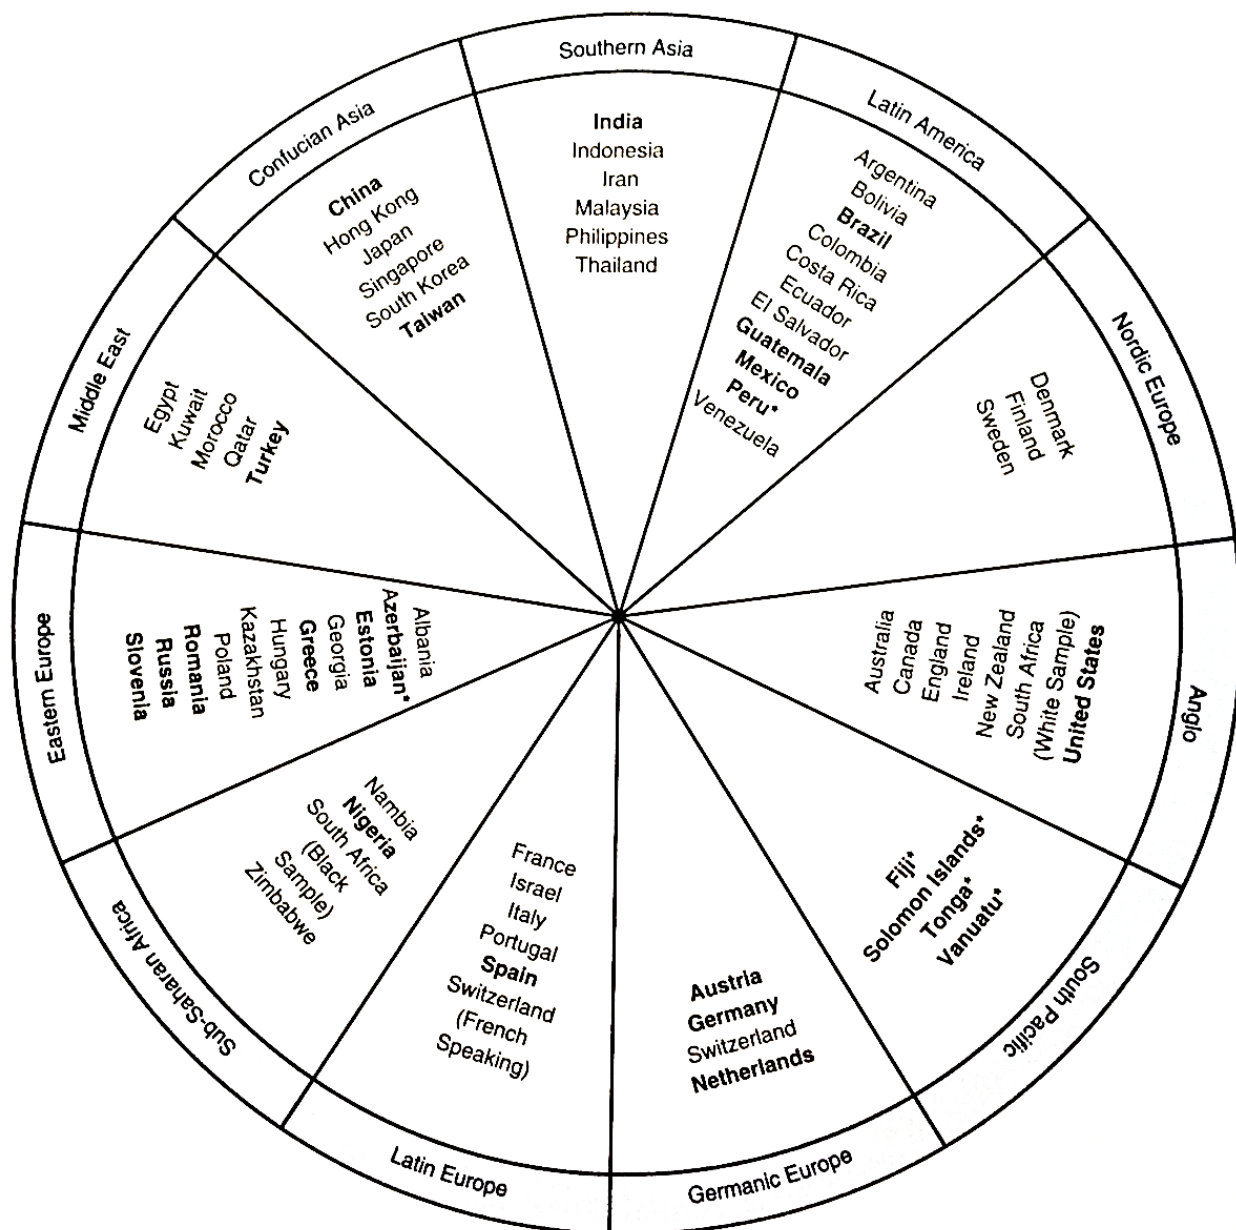 Southern Asia
India
Indonesia
Iran
Malaysia
Philippines
Thailand
Latin America
Argentina
Bolivia
Brazil
Colombia
Costa Rica
Ecuador
El Salvador
Guatemala
Mexico
Peru*
Venezuela
Nordic Europe
Denmark
Finland
Sweden
Anglo
Australia
Canada
England
Ireland
New Zealand
South Africa
(White Sample)
United States
South Pacific
Fiji*
Solomon Islands*
Tonga*
Vanuatu*
Germanic Europe
Austria
Germany
Switzerland
Netherlands
Latin Europe
France
Israel
Italy
Portugal
Spain
Switzerland
(French
Speaking)
Sub-Saharan Africa
Nambia
Nigeria
South Africa
(Black
Sample)
Zimbabwe
Eastern Europe
Albania
Azerbaijan*
Estonia
Georgia
Greece
Hungary
Kazakhstan
Poland
Romania
Russia
Slovenia
Middle East
Egypt
Kuwait
Morocco
Qatar
Turkey
Confucian Asia
China
Hong Kong
Japan
Singapore
South Korea
Taiwan